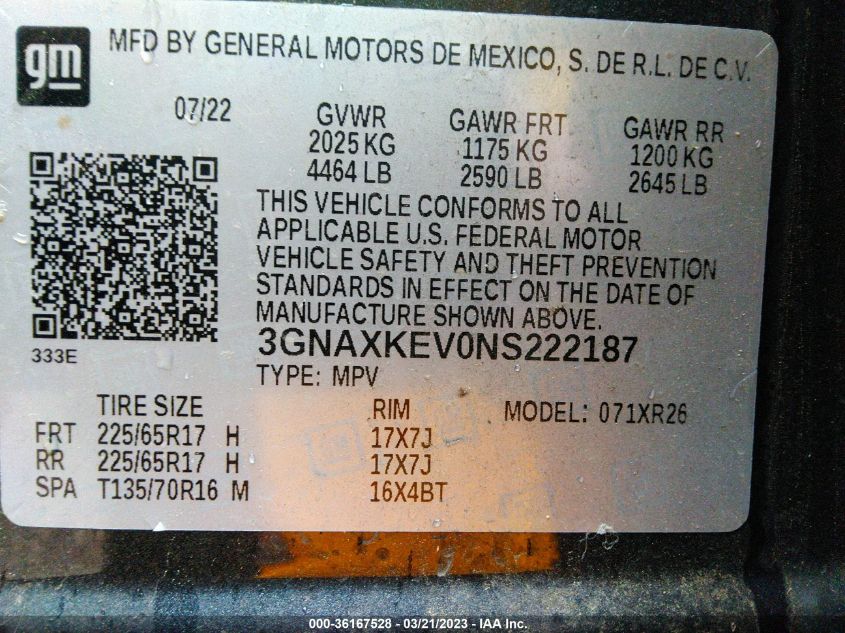 gm
MFD BY GENERAL MOTORS DE MEXICO, S. DE R.L. DE C.V.
07/22 GVWR GAWR FRT GAWR RR
2025 KG 1175 KG 1200 KG
4464 LB 2590 LB 2645 LB
THIS VEHICLE CONFORMS TO ALL
APPLICABLE U.S. FEDERAL MOTOR
VEHICLE SAFETY AND THEFT PREVENTION
STANDARDS IN EFFECT ON THE DATE OF
MANUFACTURE SHOWN ABOVE.
333E
3GNAXKEV0NS222187
TYPE: MPV
TIRE SIZE RIM MODEL: 071XR26
FRT 225/65R17 H 17X7J
RR 225/65R17 H 17X7J
SPA T135/70R16 M 16X4BT
000-36167528 - 03/21/2023 - IAA Inc.